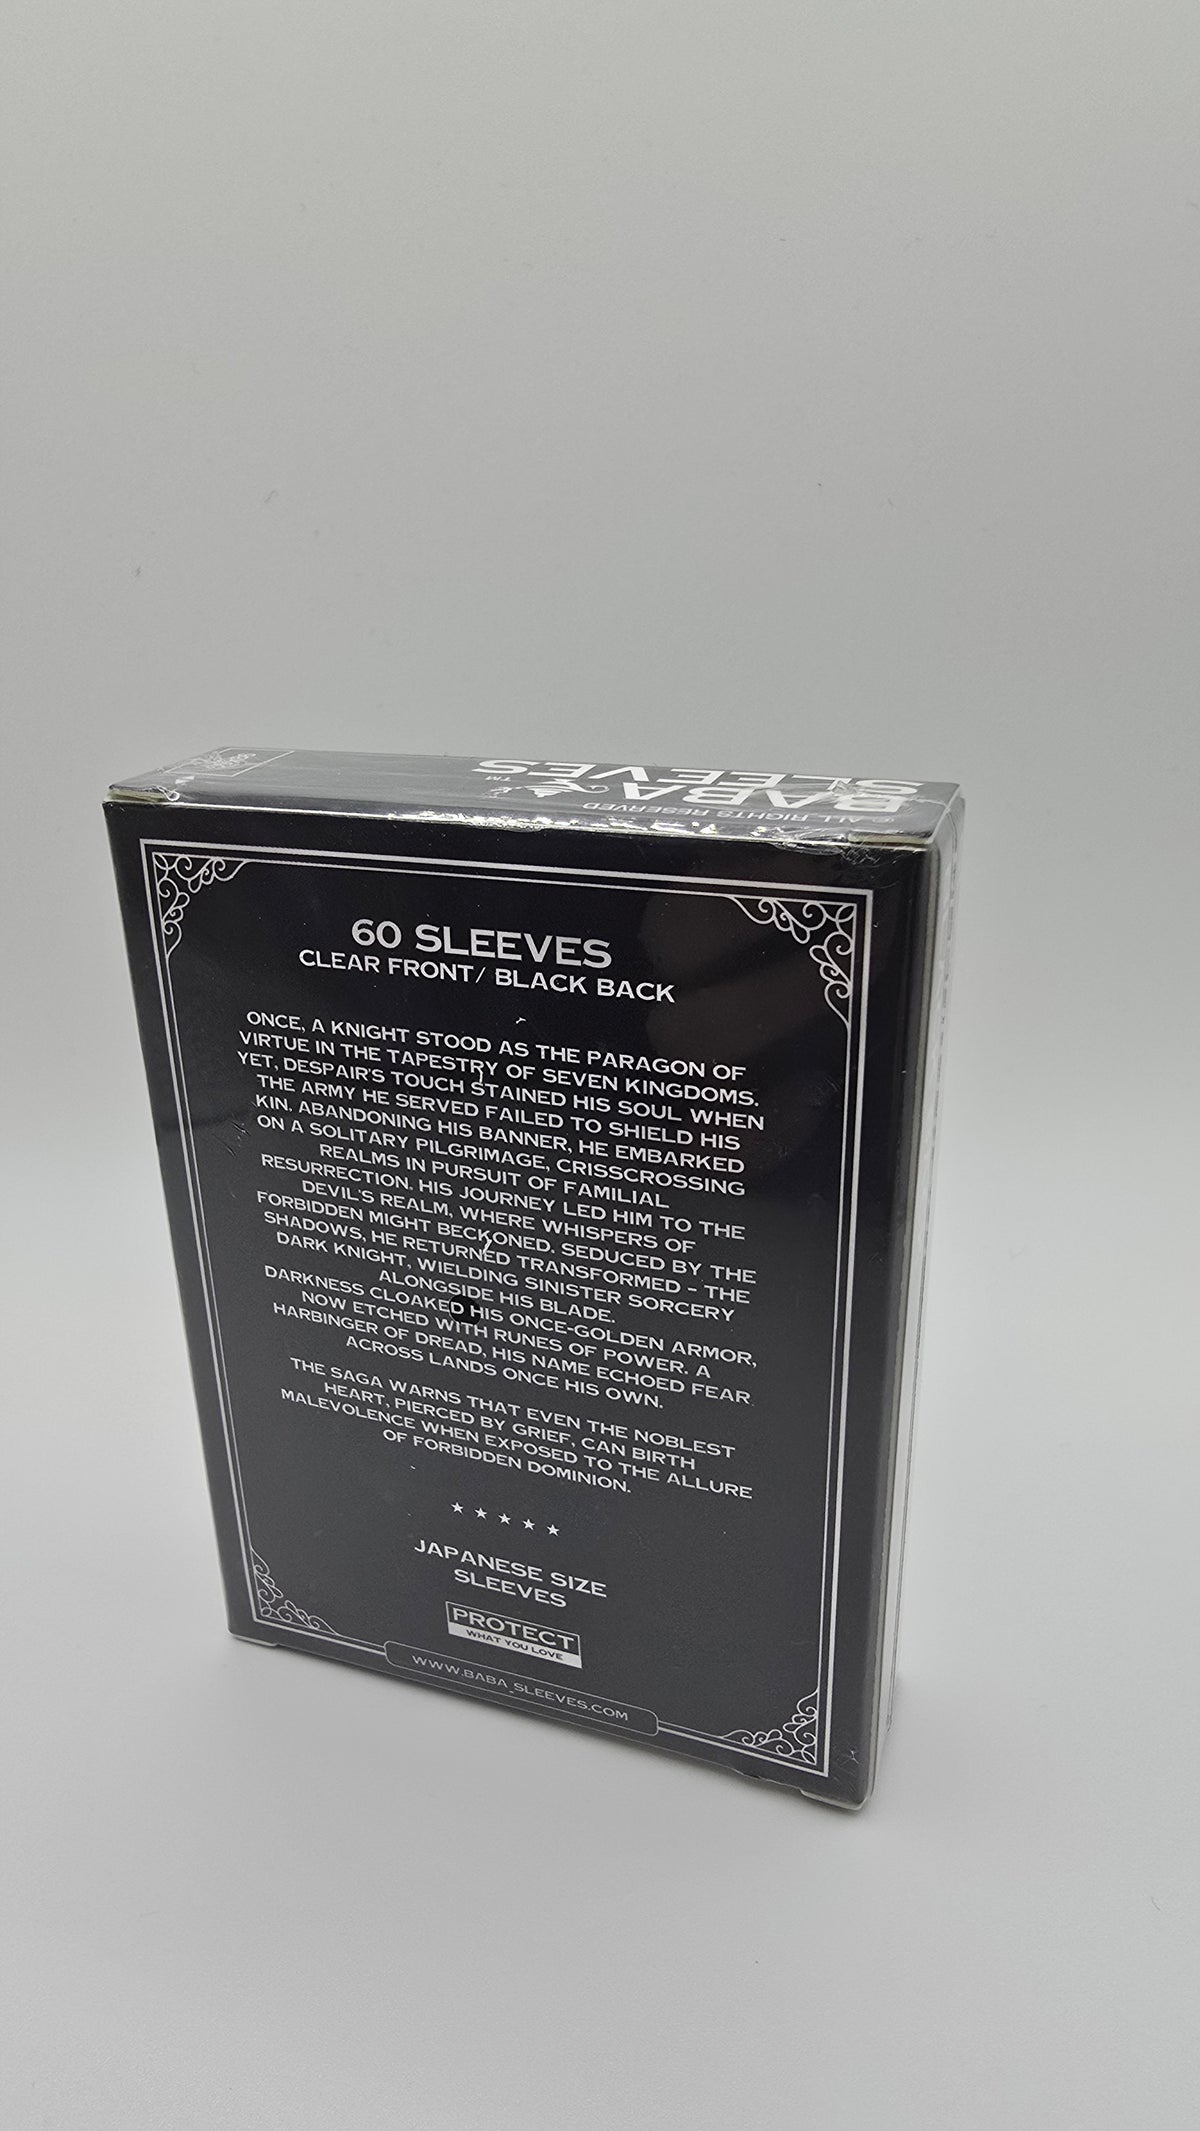 BABA
SLEEVES
SLEEVES ™
© ALL RIGHTS RESERVED
60 SLEEVES
CLEAR FRONT/ BLACK BACK
ONCE, A KNIGHT STOOD AS THE PARAGON OF
VIRTUE IN THE TAPESTRY OF SEVEN KINGDOMS.
YET, DESPAIR'S TOUCH STAINED HIS SOUL WHEN
THE ARMY HE SERVED FAILED TO SHIELD HIS
KIN. ABANDONING HIS BANNER, HE EMBARKED
ON A SOLITARY PILGRIMAGE, CRISSCROSSING
REALMS IN PURSUIT OF FAMILIAL
RESURRECTION. HIS JOURNEY LED HIM TO THE
DEVIL'S REALM, WHERE WHISPERS OF
FORBIDDEN MIGHT BECKONED. SEDUCED BY THE
SHADOWS, HE RETURNED TRANSFORMED - THE
DARK KNIGHT, WIELDING SINISTER SORCERY
ALONGSIDE HIS BLADE.
DARKNESS CLOAKED HIS ONCE-GOLDEN ARMOR,
NOW ETCHED WITH RUNES OF POWER. A
HARBINGER OF DREAD, HIS NAME ECHOED FEAR
ACROSS LANDS ONCE HIS OWN.
THE SAGA WARNS THAT EVEN THE NOBLEST
HEART, PIERCED BY GRIEF, CAN BIRTH
MALEVOLENCE WHEN EXPOSED TO THE ALLURE
OF FORBIDDEN DOMINION.
★ ★ ★ ★ ★
JAPANESE SIZE
SLEEVES
PROTECT
WHAT YOU LOVE
WWW.BABA_SLEEVES.COM